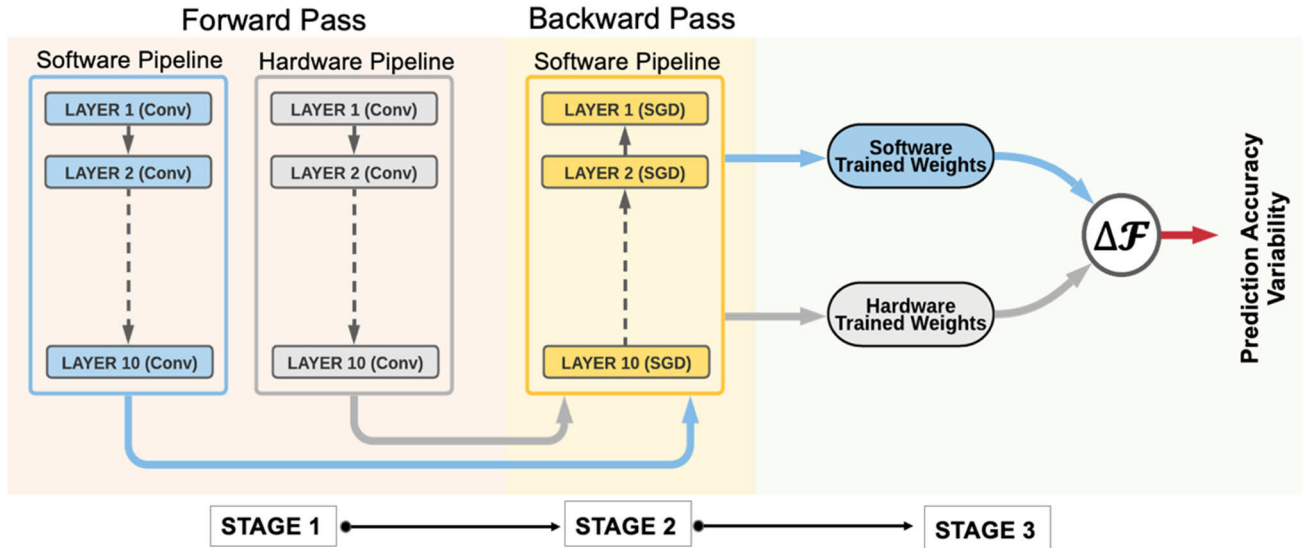 Forward Pass
Backward Pass
Software Pipeline
Hardware Pipeline
Software Pipeline
LAYER 1 (Conv)
LAYER 2 (Conv)
LAYER 10 (Conv)
LAYER 1 (Conv)
LAYER 2 (Conv)
LAYER 10 (Conv)
LAYER 1 (SGD)
LAYER 2 (SGD)
LAYER 10 (SGD)
Software
Trained Weights
Hardware
Trained Weights
Δℱ
Prediction Accuracy
Variability
STAGE 1
STAGE 2
STAGE 3